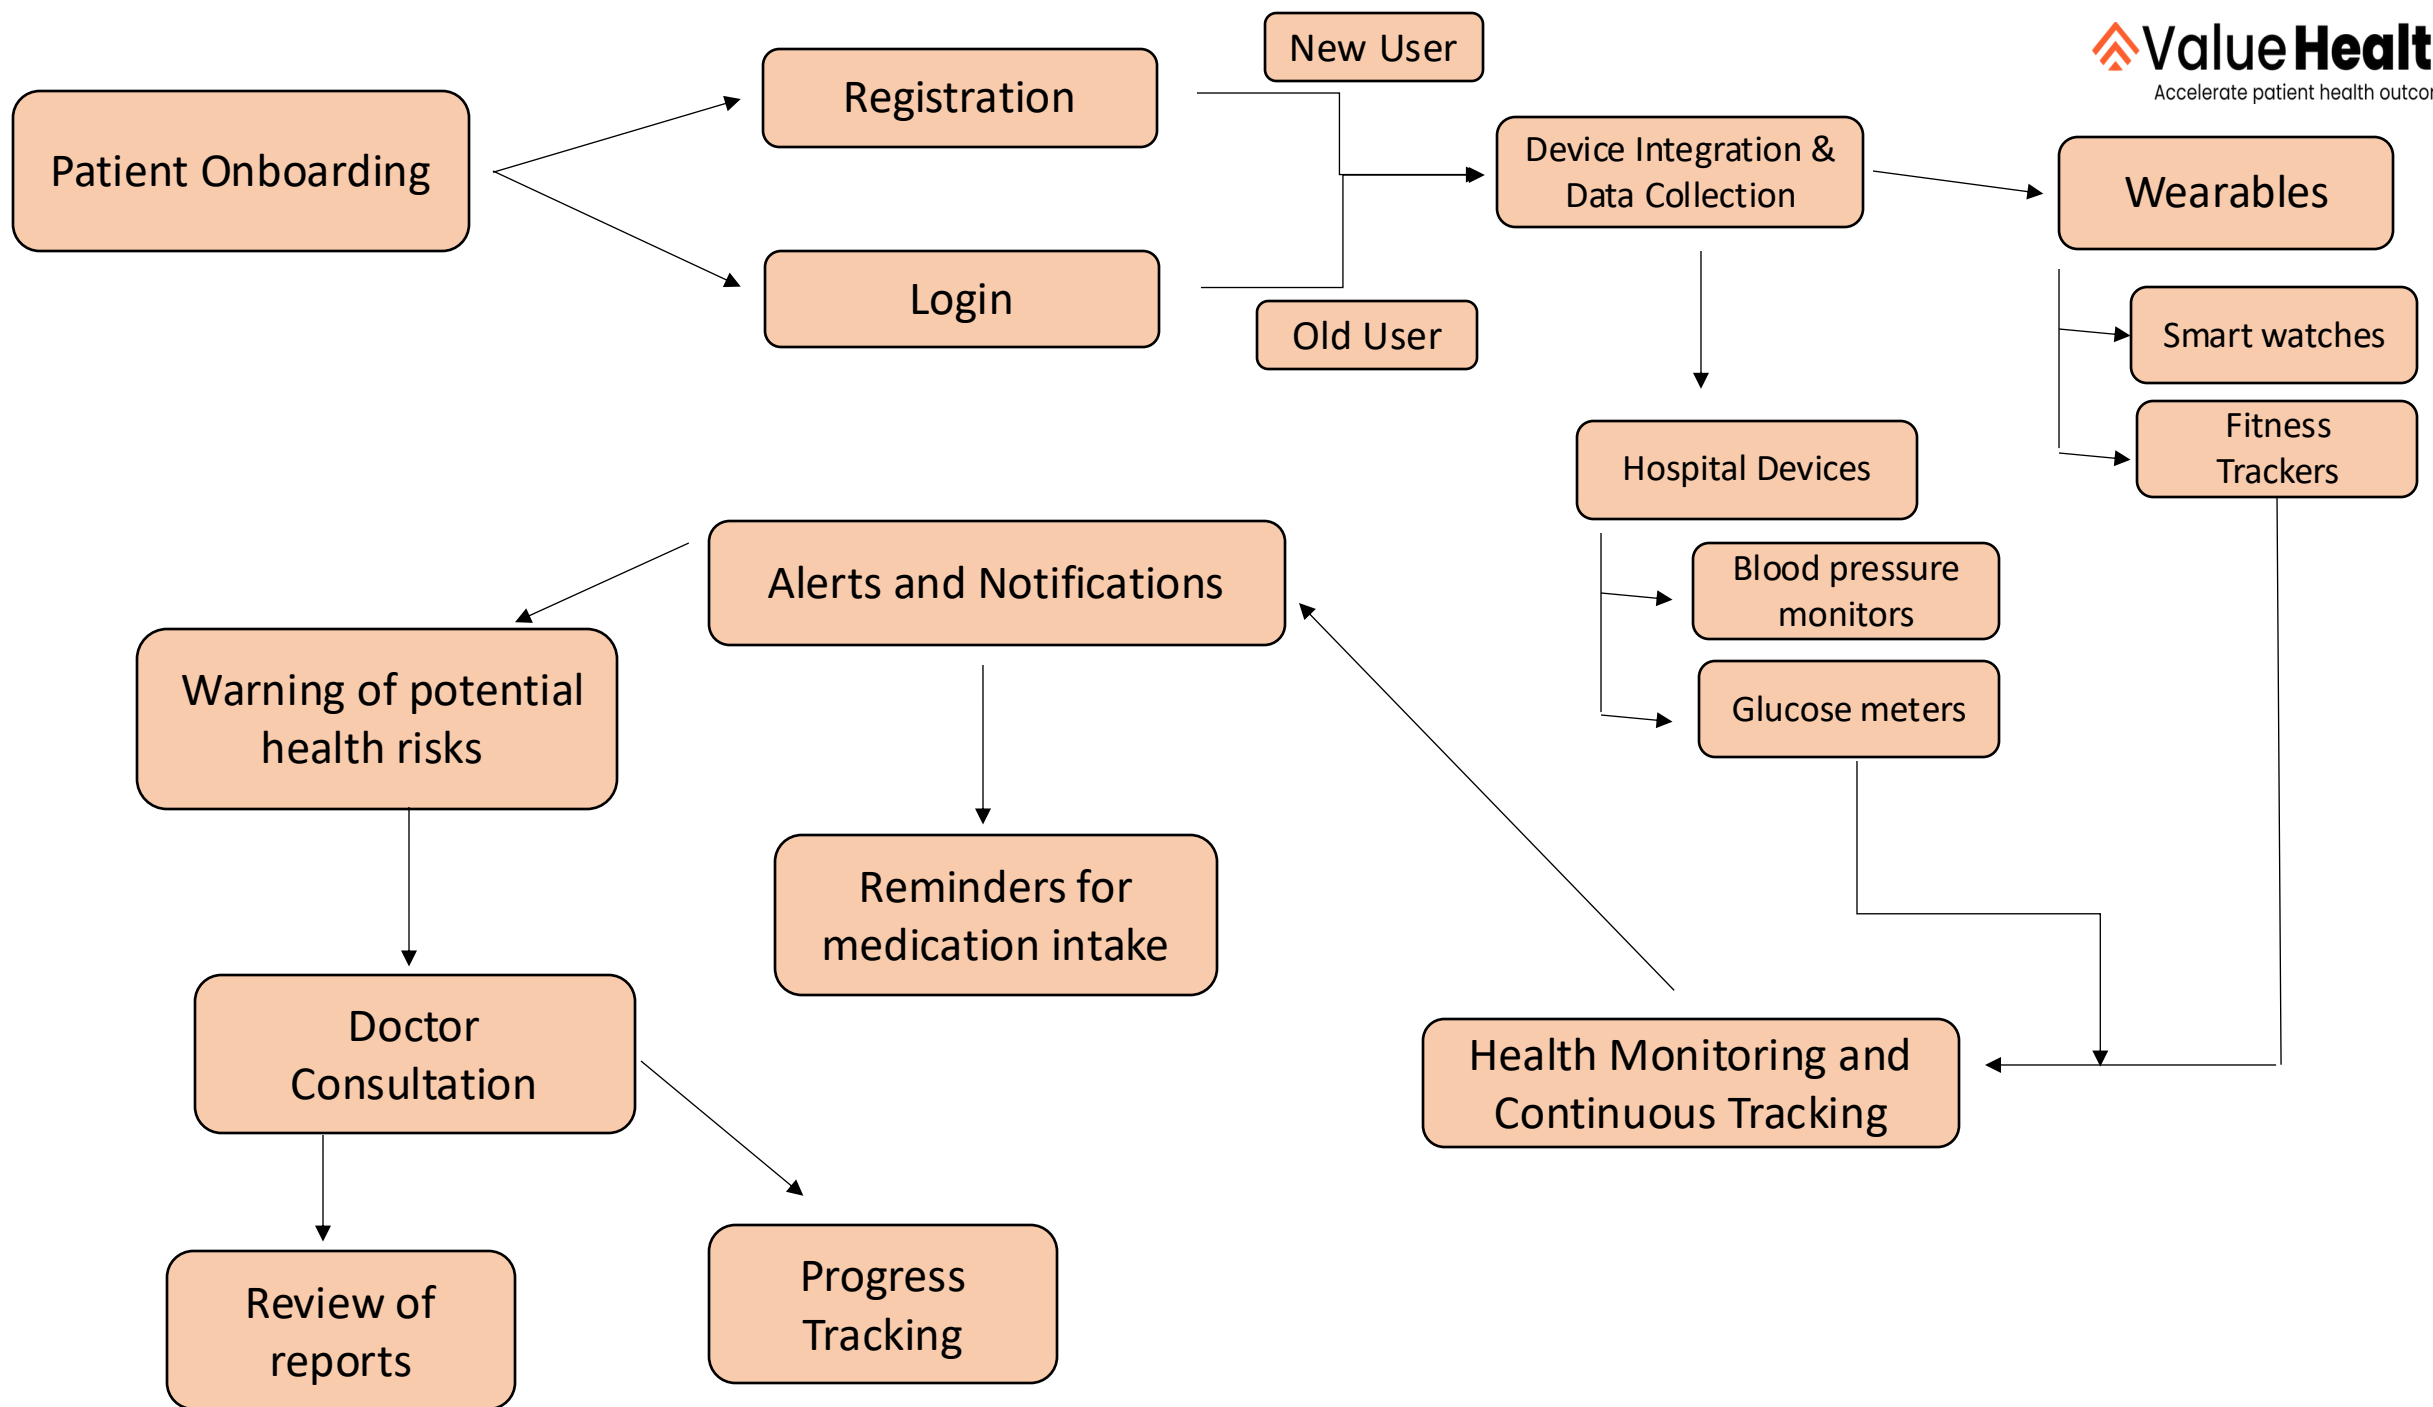 New User
ValueHealt
Accelerate patient health outcor
Registration
Patient Onboarding
Device Integration &
Data Collection
Wearables
Login
Old User
Smart watches
Fitness
Trackers
Hospital Devices
Blood pressure
monitors
Glucose meters
Alerts and Notifications
Warning of potential
health risks
Reminders for
medication intake
Doctor
Consultation
Health Monitoring and
Continuous Tracking
Review of
reports
Progress
Tracking